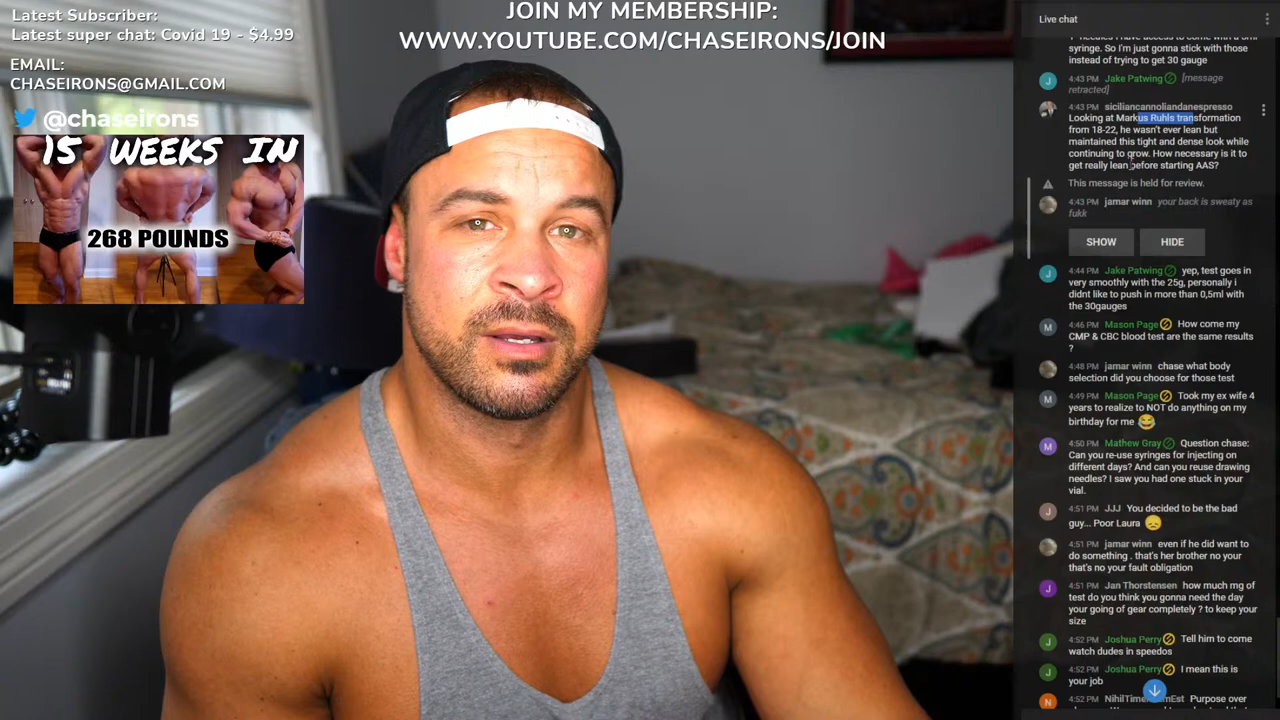 Latest Subscriber:
Latest super chat: Covid 19 - $4.99
EMAIL:
CHASEIRONS@GMAIL.COM
@chaseirons
15 WEEKS IN
268 POUNDS
JOIN MY MEMBERSHIP:
WWW.YOUTUBE.COM/CHASEIRONS/JOIN
Live chat
syringe. So I'm just gonna stick with those
instead of trying to get 30 gauge
4:43 PM Jake Patwing [message
retracted]
4:43 PM siciliancannoliandanespresso
Looking at Markus Ruhls transformation
from 18-22, he wasn't ever lean but
maintained this tight and dense look while
continuing to grow. How necessary is it to
get really lean before starting AAS?
This message is held for review.
4:43 PM jamar winn your back is sweaty as
fukk
SHOW HIDE
4:44 PM Jake Patwing yep, test goes in
very smoothly with the 25g, personally i
didnt like to push in more than 0,5ml with
the 30gauges
4:46 PM Mason Page How come my
CMP & CBC blood test are the same results
?
4:48 PM jamar winn chase what body
selection did you choose for those test
4:49 PM Mason Page Took my ex wife 4
years to realize to NOT do anything on my
birthday for me 😂
4:50 PM Mathew Gray Question chase:
Can you re-use syringes for injecting on
different days? And can you reuse drawing
needles? I saw you had one stuck in your
vial.
4:51 PM JJJ You decided to be the bad
guy... Poor Laura 😞
4:51 PM jamar winn even if he did want to
do something . that's her brother no your
that's no your fault obligation
4:51 PM Jan Thorstensen how much mg of
test do you think you gonna need the day
your going of gear completely ? to keep your
size
4:52 PM Joshua Perry Tell him to come
watch dudes in speedos
4:52 PM Joshua Perry I mean this is
your job
4:52 PM Purpose over